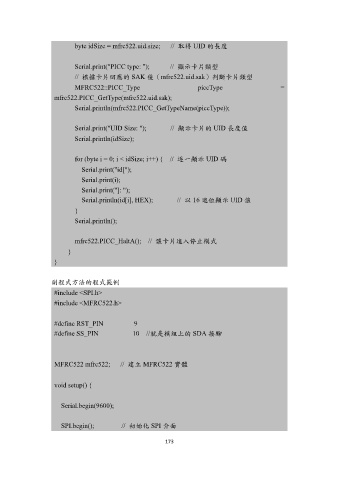 byte idSize = mfrc522.uid.size; // 取得 UID 的長度
Serial.print("PICC type: "); // 顯示卡片類型
// 根據卡片回應的 SAK 值（mfrc522.uid.sak）判斷卡片類型
MFRC522::PICC_Type piccType =
mfrc522.PICC_GetType(mfrc522.uid.sak);
Serial.println(mfrc522.PICC_GetTypeName(piccType));
Serial.print("UID Size: "); // 顯示卡片的 UID 長度值
Serial.println(idSize);
for (byte i = 0; i < idSize; i++) { // 逐一顯示 UID 碼
Serial.print("id[");
Serial.print(i);
Serial.print("]: ");
Serial.println(id[i], HEX); // 以 16 進位顯示 UID 值
}
Serial.println();
mfrc522.PICC_HaltA(); // 讓卡片進入停止模式
}
}
副程式方法的程式範例
#include <SPI.h>
#include <MFRC522.h>
#define RST_PIN 9
#define SS_PIN 10 //就是模組上的 SDA 接腳
MFRC522 mfrc522; // 建立 MFRC522 實體
void setup() {
Serial.begin(9600);
SPI.begin(); // 初始化 SPI 介面
173